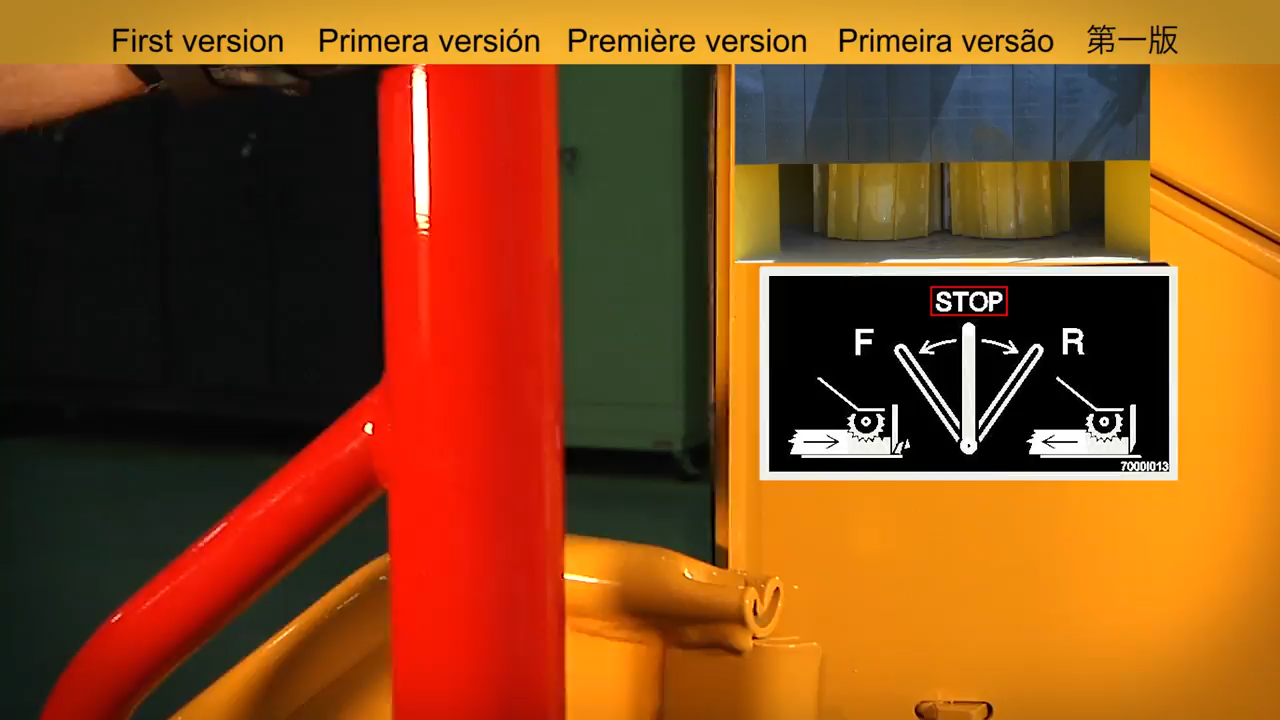 First version Primera versión Première version Primeira versão 第一版
STOP
F R
7000I013